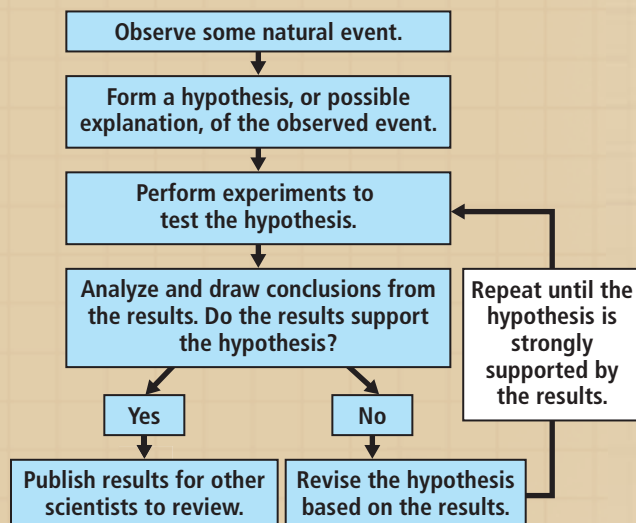 Observe some natural event.
Form a hypothesis, or possible
explanation, of the observed event.
Perform experiments to
test the hypothesis.
Analyze and draw conclusions from
the results. Do the results support
the hypothesis?
Repeat until the
hypothesis is
strongly
supported by
the results.
Yes
No
Publish results for other
scientists to review.
Revise the hypothesis
based on the results.